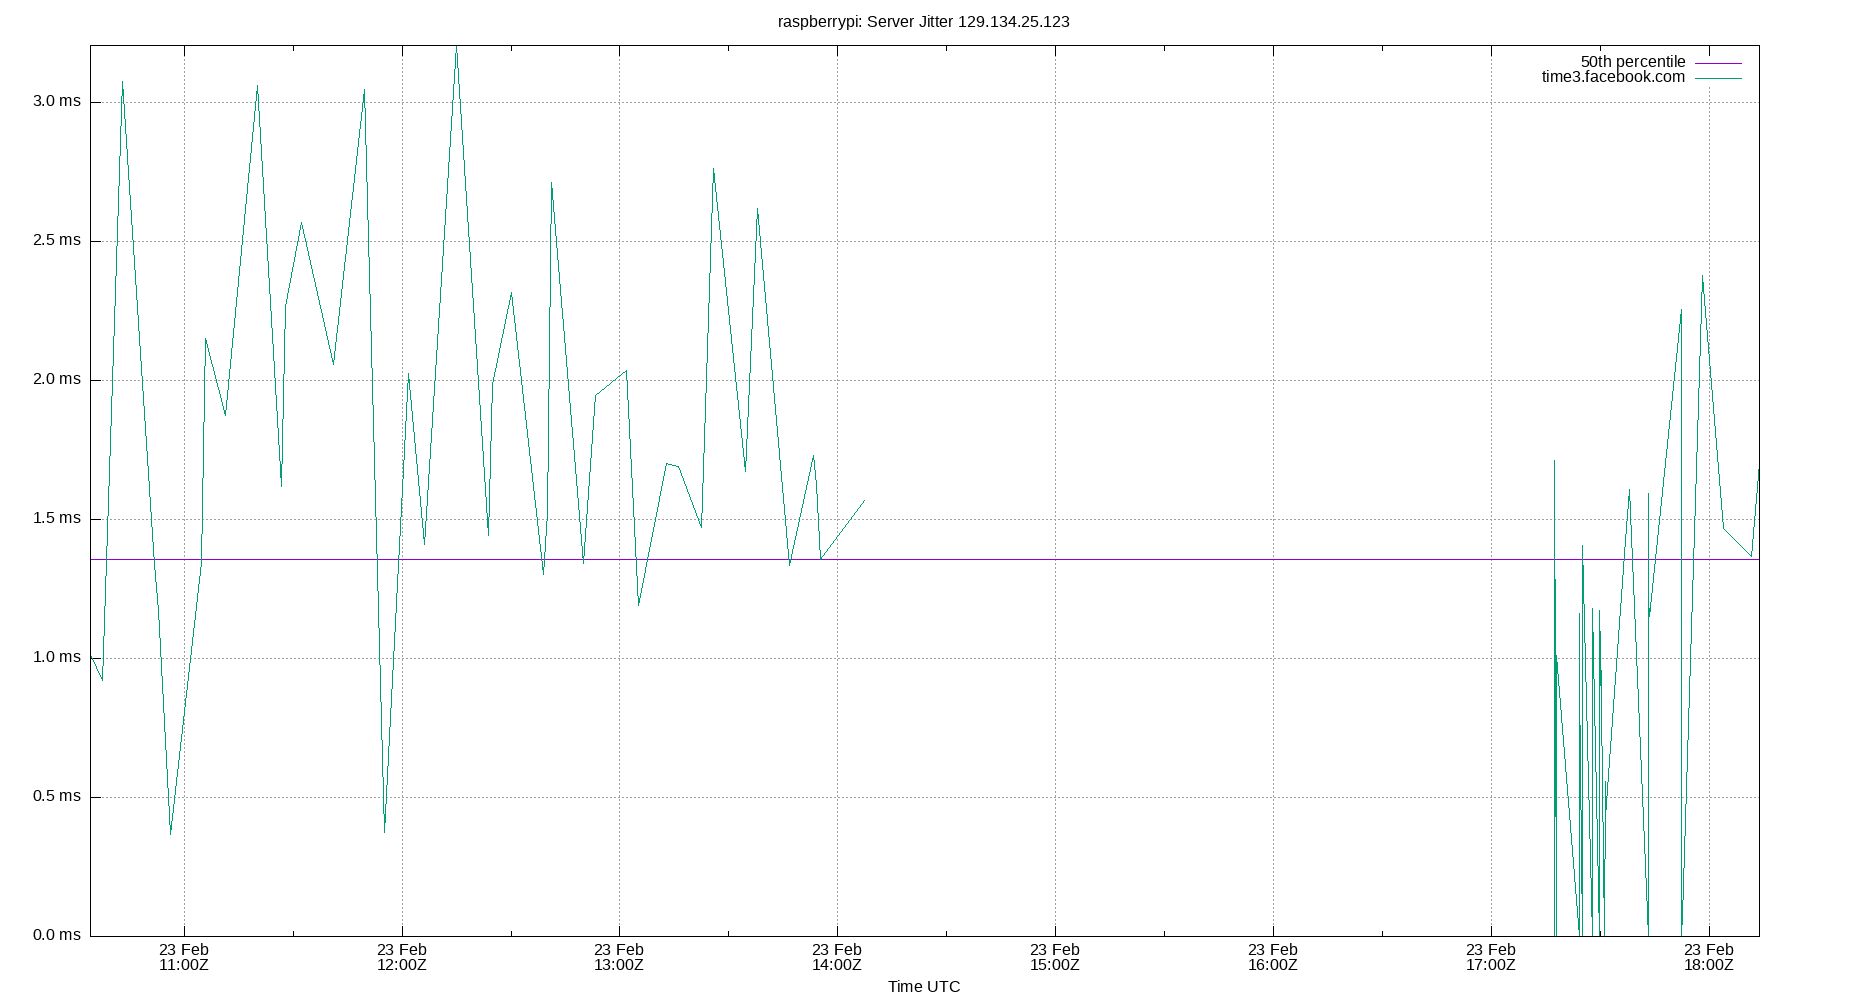 raspberrypi: Server Jitter 129.134.25.123
50th percentile
time3.facebook.com
3.0 ms
2.5 ms
2.0 ms
1.5 ms
1.0 ms
0.5 ms
0.0 ms
23 Feb 23 Feb 23 Feb 23 Feb 23 Feb 23 Feb 23 Feb 23 Feb
11:00Z 12:00Z 13:00Z 14:00Z 15:00Z 16:00Z 17:00Z 18:00Z
Time UTC